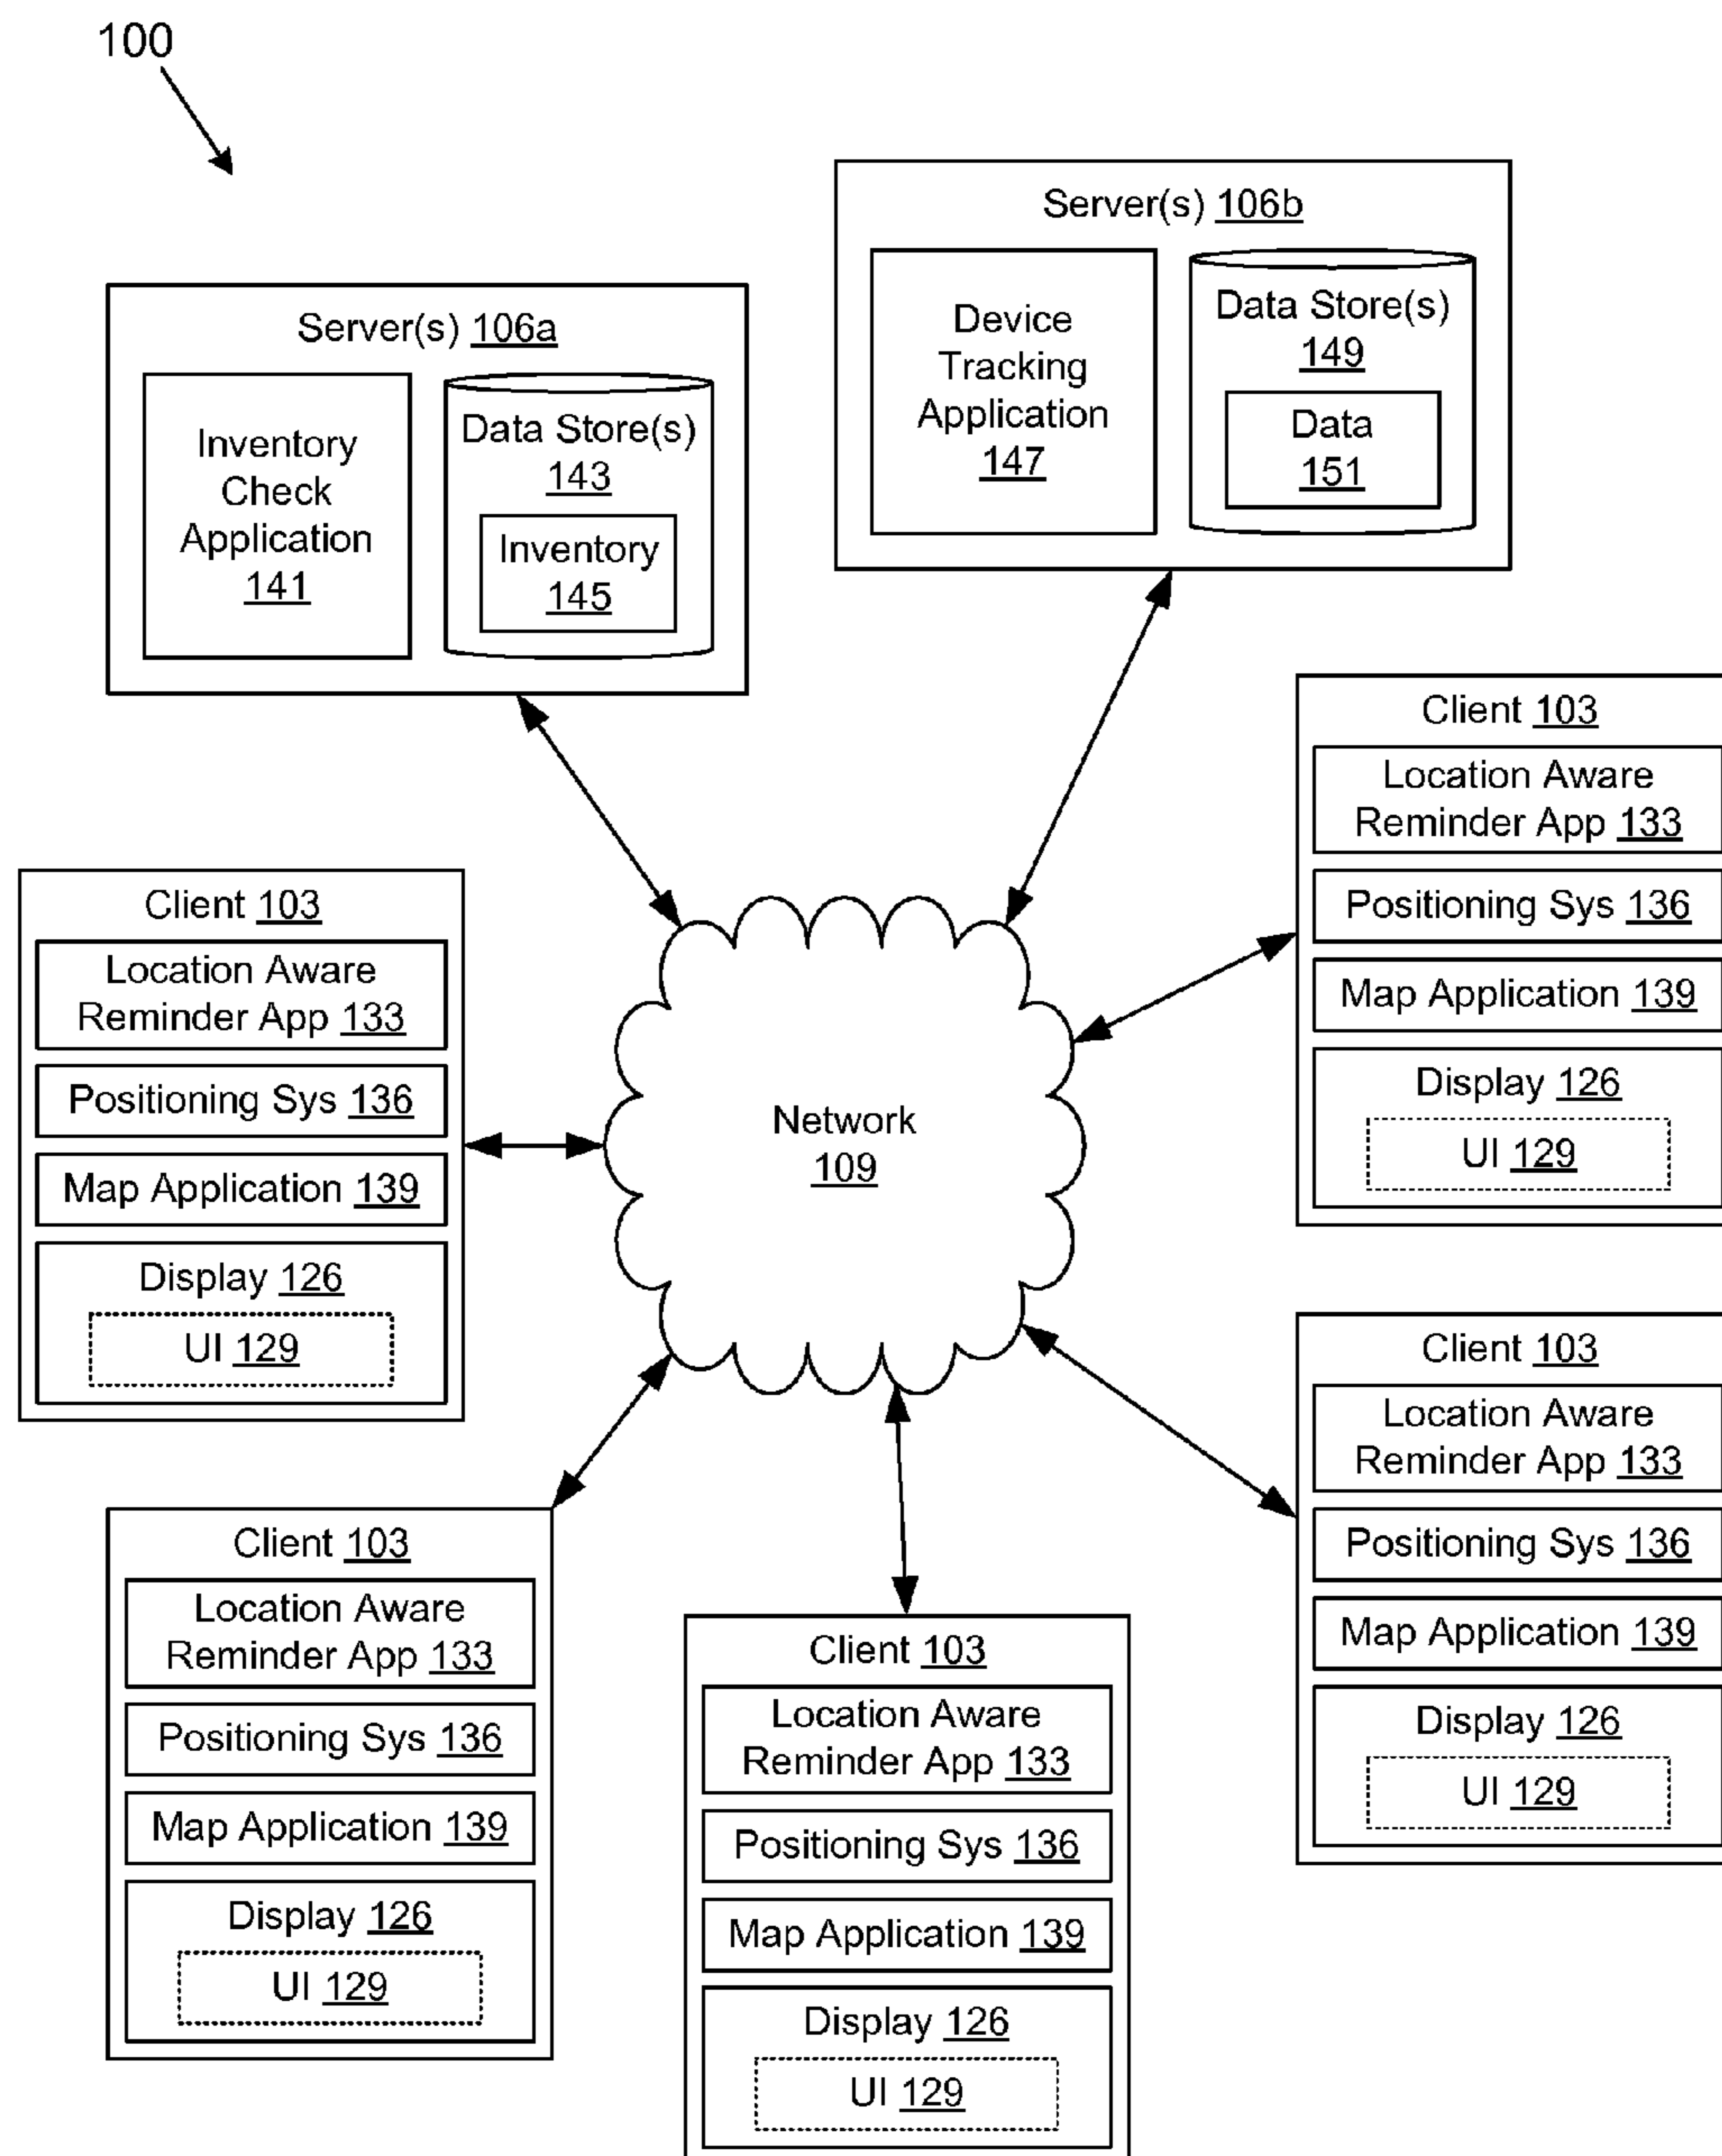 100
Server(s) 106b
Device
Tracking
Application
147
Data Store(s)
149
Data
151
Server(s) 106a
Inventory
Check
Application
141
Data Store(s)
143
Inventory
145
Client 103
Location Aware
Reminder App 133
Positioning Sys 136
Map Application 139
Display 126
UI 129
Client 103
Location Aware
Reminder App 133
Positioning Sys 136
Map Application 139
Display 126
UI 129
Network
109
Client 103
Location Aware
Reminder App 133
Positioning Sys 136
Map Application 139
Display 126
UI 129
Client 103
Location Aware
Reminder App 133
Positioning Sys 136
Map Application 139
Display 126
UI 129
Client 103
Location Aware
Reminder App 133
Positioning Sys 136
Map Application 139
Display 126
UI 129